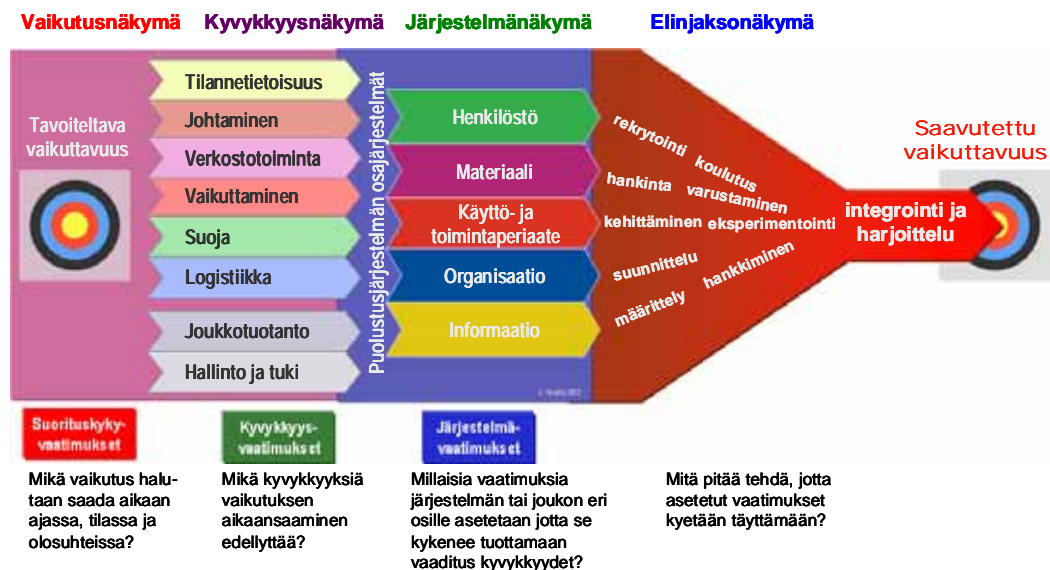 Vaikutusnäkymä
Kyvykkyysnäkymä
Järjestelmänäkymä
Elinjaksonäkymä
Tavoiteltava
vaikuttavuus
Tilannetietoisuus
Johtaminen
Verkostotoiminta
Vaikuttaminen
Suoja
Logistiikka
Joukkotuotanto
Hallinto ja tuki
Puolustusjärjestelmän osajärjestelmät
Henkilöstö
Materiaali
Käyttö- ja
toimintaperiaate
Organisaatio
Informaatio
rekrytointi koulutus
hankinta varustaminen
kehittäminen eksperimentointi
suunnittelu hankkiminen
määrittely
integrointi ja
harjoittelu
Saavutettu
vaikuttavuus
Suorituskyky-
vaatimukset
Kyvykkyys-
vaatimukset
Järjestelmä-
vaatimukset
Mikä vaikutus halu-
taan saada aikaan
ajassa, tilassa ja
olosuhteissa?
Mikä kyvykkyyksiä
vaikutuksen
aikaansaaminen
edellyttää?
Millaisia vaatimuksia
järjestelmän tai joukon eri
osille asetetaan jotta se
kykenee tuottamaan
vaaditus kyvykkyydet?
Mitä pitää tehdä, jotta
asetetut vaatimukset
kyetään täyttämään?